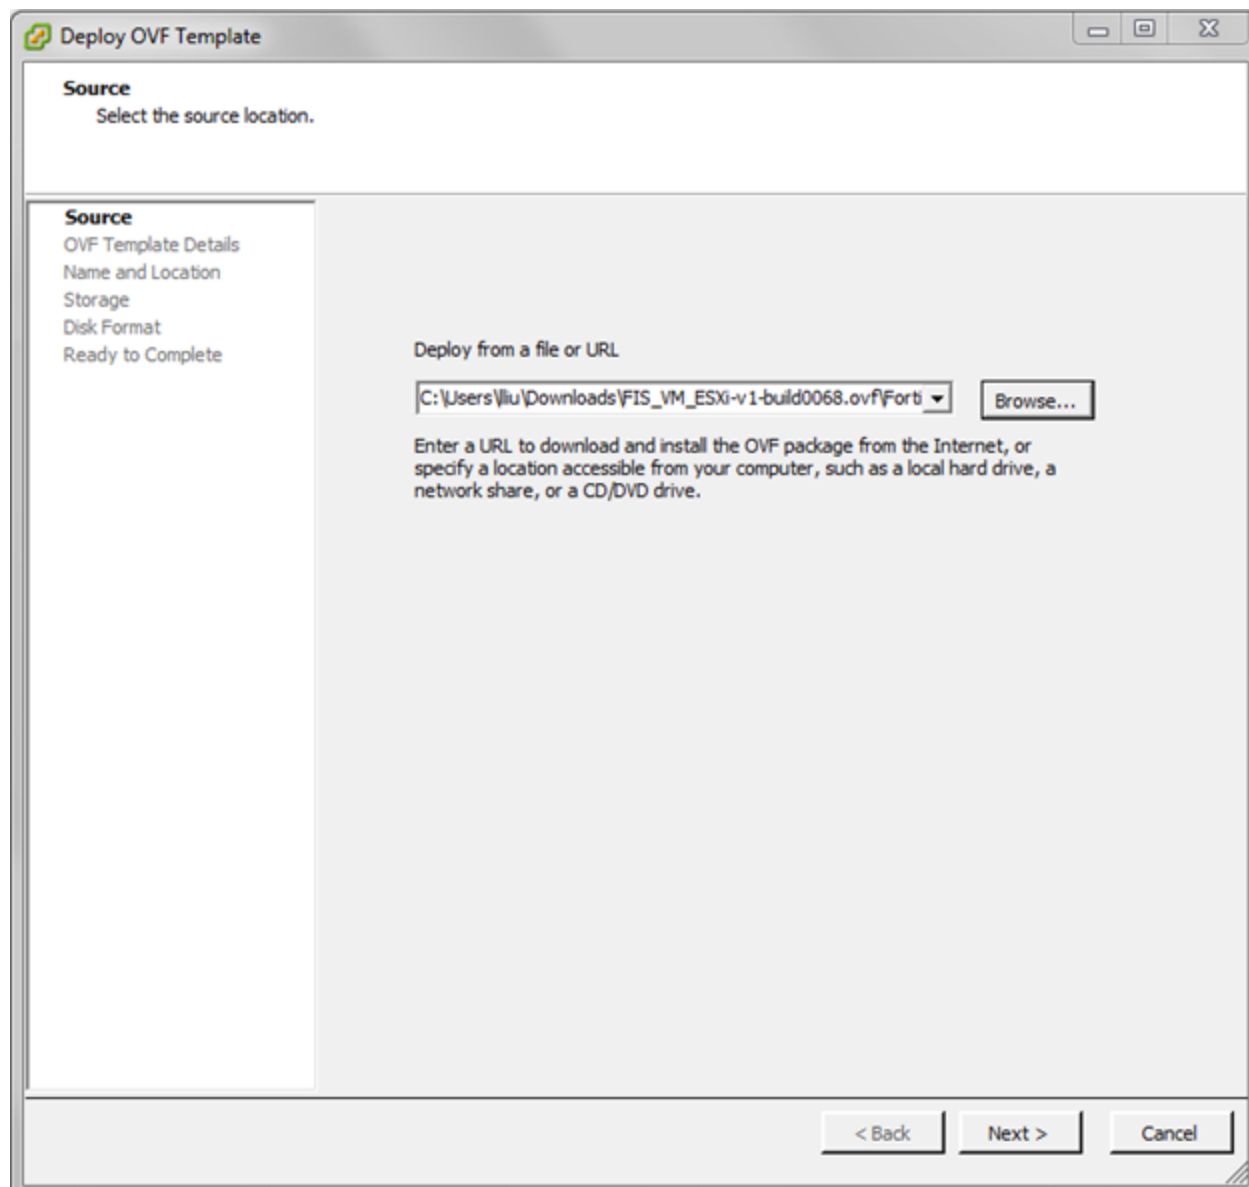 Deploy OVF Template
Source
Select the source location.
Source
OVF Template Details
Name and Location
Storage
Disk Format
Ready to Complete
Deploy from a file or URL
C:\Users\lliu\Downloads\FIS_VM_ESXi-v1-build0068.ovf\Forti
Browse...
Enter a URL to download and install the OVF package from the Internet, or
specify a location accessible from your computer, such as a local hard drive, a
network share, or a CD/DVD drive.
< Back
Next >
Cancel